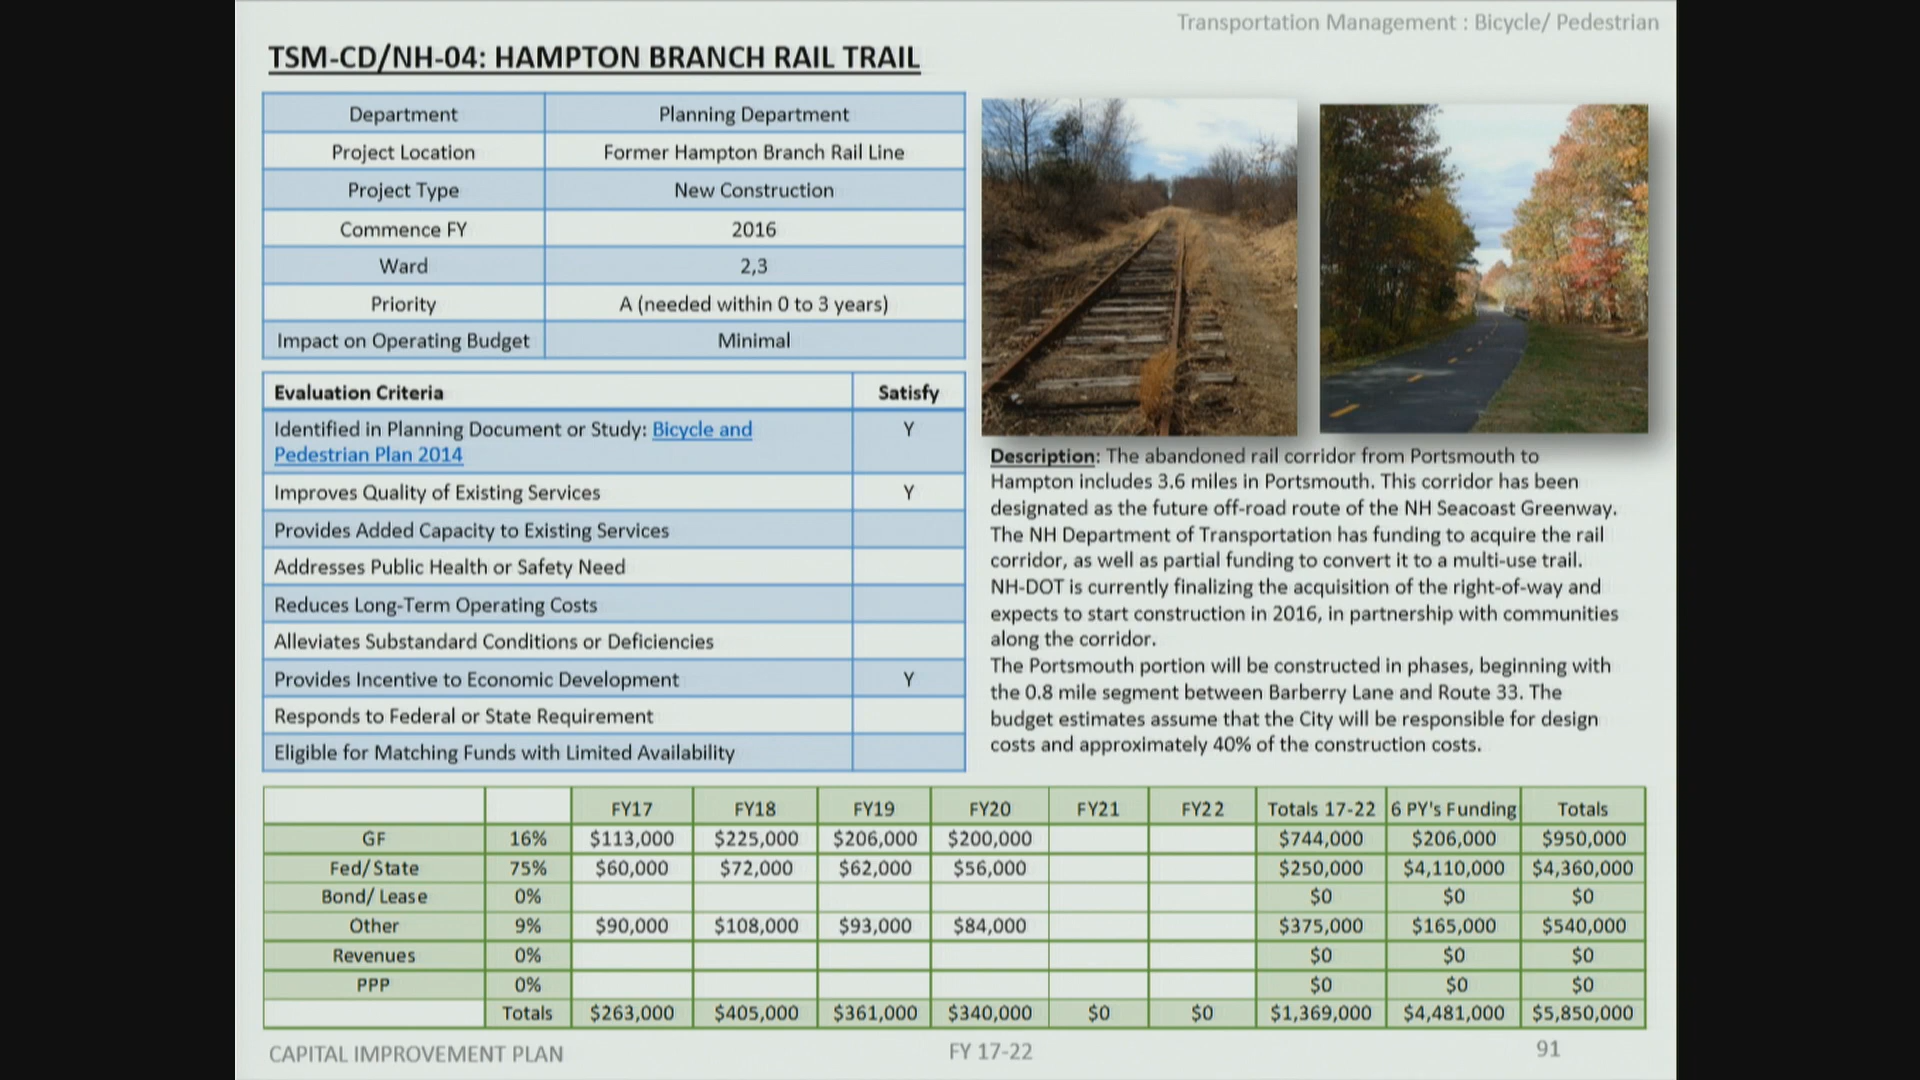 Transportation Management : Bicycle/ Pedestrian
TSM-CD/NH-04: HAMPTON BRANCH RAIL TRAIL
Department Planning Department
Project Location Former Hampton Branch Rail Line
Project Type New Construction
Commence FY 2016
Ward 2,3
Priority A (needed within 0 to 3 years)
Impact on Operating Budget Minimal
Evaluation Criteria Satisfy
Identified in Planning Document or Study: Bicycle and Y
Pedestrian Plan 2014
Improves Quality of Existing Services Y
Provides Added Capacity to Existing Services
Addresses Public Health or Safety Need
Reduces Long-Term Operating Costs
Alleviates Substandard Conditions or Deficiencies
Provides Incentive to Economic Development Y
Responds to Federal or State Requirement
Eligible for Matching Funds with Limited Availability
Description: The abandoned rail corridor from Portsmouth to
Hampton includes 3.6 miles in Portsmouth. This corridor has been
designated as the future off-road route of the NH Seacoast Greenway.
The NH Department of Transportation has funding to acquire the rail
corridor, as well as partial funding to convert it to a multi-use trail.
NH-DOT is currently finalizing the acquisition of the right-of-way and
expects to start construction in 2016, in partnership with communities
along the corridor.
The Portsmouth portion will be constructed in phases, beginning with
the 0.8 mile segment between Barberry Lane and Route 33. The
budget estimates assume that the City will be responsible for design
costs and approximately 40% of the construction costs.
FY17 FY18 FY19 FY20 FY21 FY22 Totals 17-22 6 PY's Funding Totals
GF 16% $113,000 $225,000 $206,000 $200,000 $744,000 $206,000 $950,000
Fed/ State 75% $60,000 $72,000 $62,000 $56,000 $250,000 $4,110,000 $4,360,000
Bond/ Lease 0% $0 $0 $0
Other 9% $90,000 $108,000 $93,000 $84,000 $375,000 $165,000 $540,000
Revenues 0% $0 $0 $0
PPP 0% $0 $0 $0
Totals $263,000 $405,000 $361,000 $340,000 $0 $0 $1,369,000 $4,481,000 $5,850,000
CAPITAL IMPROVEMENT PLAN FY 17-22 91